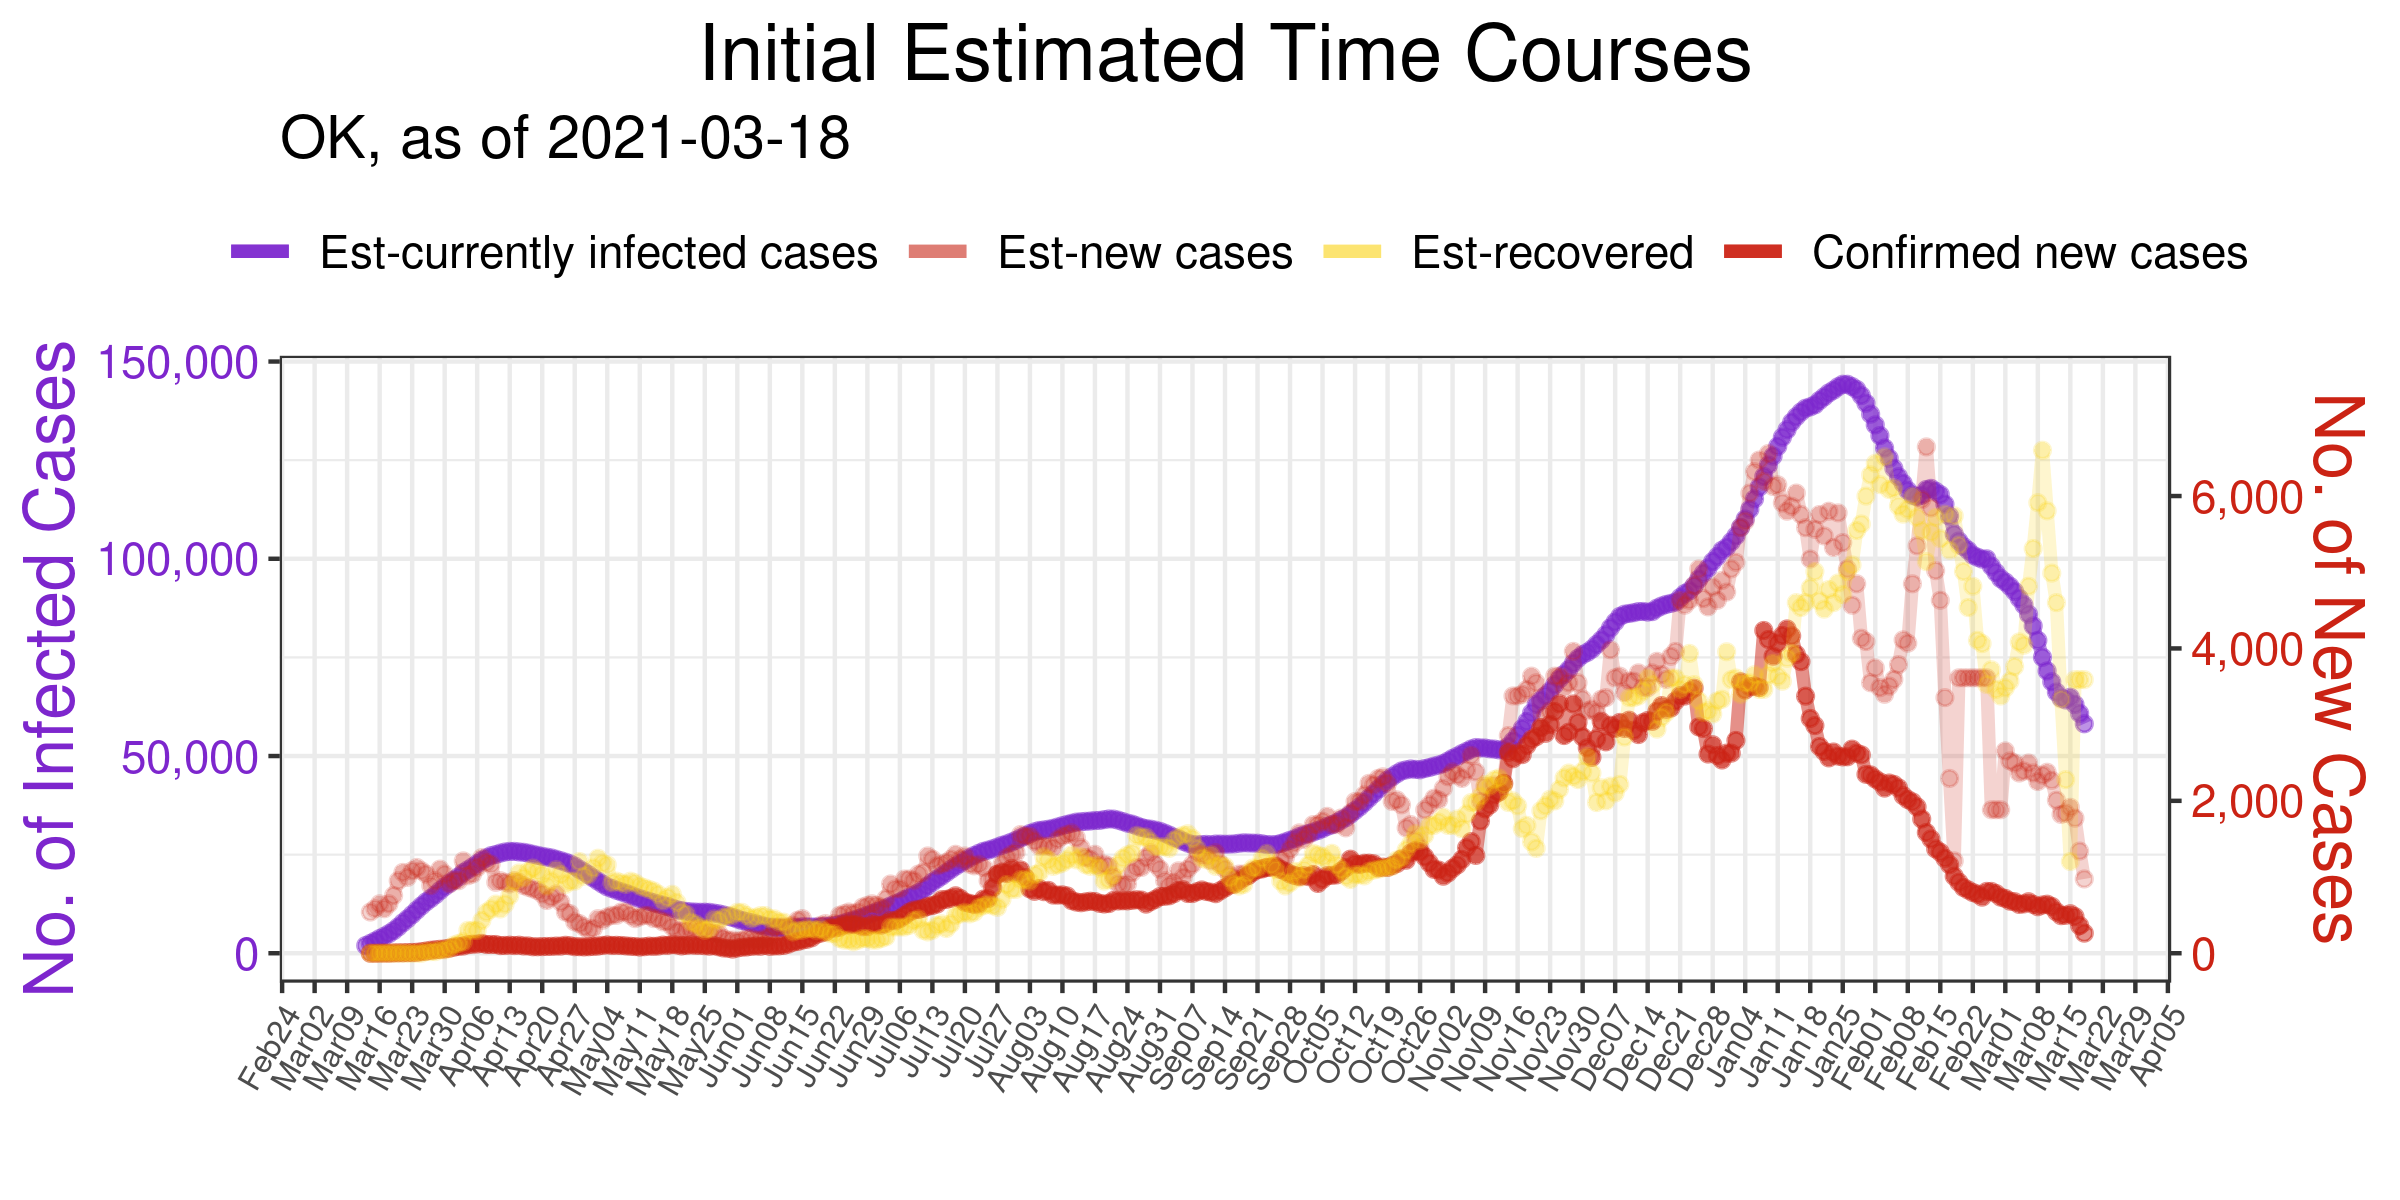 Initial Estimated Time Courses
OK, as of 2021-03-18
Est-currently infected cases Est-new cases Est-recovered Confirmed new cases
No. of Infected Cases
150,000
100,000
50,000
0
No. of New Cases
6,000
4,000
2,000
0
Feb24 Mar02 Mar09 Mar16 Mar23 Mar30 Apr06 Apr13 Apr20 Apr27 May04 May11 May18 May25 Jun01 Jun08 Jun15 Jun22 Jun29 Jul06 Jul13 Jul20 Jul27 Aug03 Aug10 Aug17 Aug24 Aug31 Sep07 Sep14 Sep21 Sep28 Oct05 Oct12 Oct19 Oct26 Nov02 Nov09 Nov16 Nov23 Nov30 Dec07 Dec14 Dec21 Dec28 Jan04 Jan11 Jan18 Jan25 Feb01 Feb08 Feb15 Feb22 Mar01 Mar08 Mar15 Mar22 Mar29 Apr05